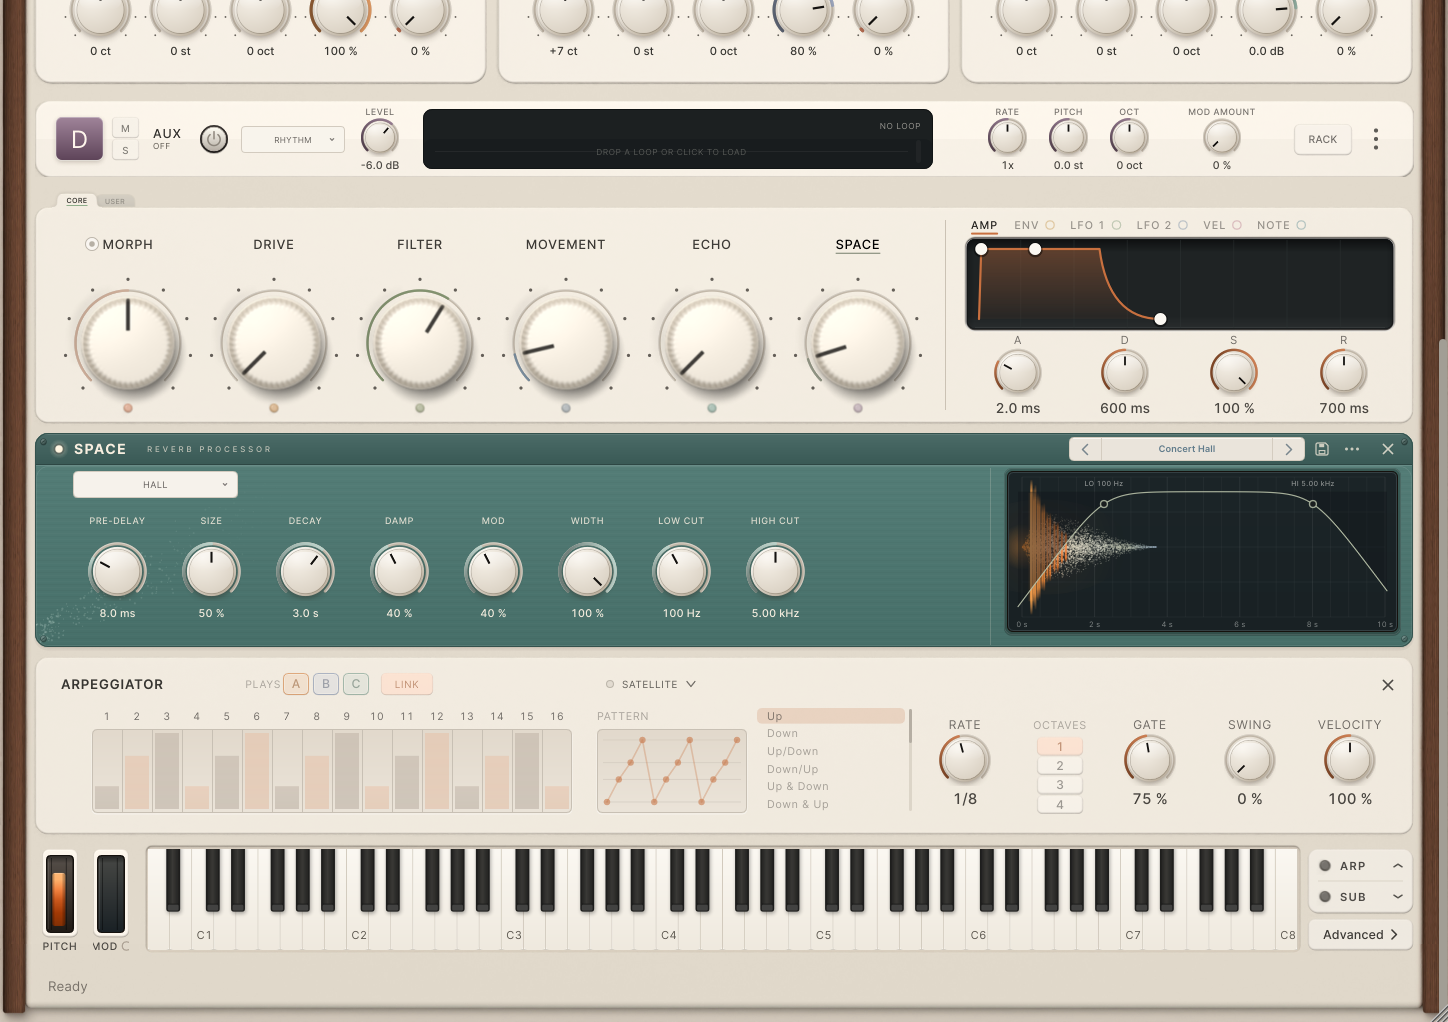 0 ct 0 st 0 oct 100 % 0 %
+7 ct 0 st 0 oct 80 % 0 %
0 ct 0 st 0 oct 0.0 dB 0 %
D
M
S
AUX
OFF
RHYTHM
LEVEL
-6.0 dB
NO LOOP
DROP A LOOP OR CLICK TO LOAD
RATE PITCH OCT MOD AMOUNT
1x 0.0 st 0 oct 0 %
RACK
CORE USER
MORPH DRIVE FILTER MOVEMENT ECHO SPACE
AMP ENV LFO 1 LFO 2 VEL NOTE
A D S R
2.0 ms 600 ms 100 % 700 ms
SPACE REVERB PROCESSOR
Concert Hall
HALL
PRE-DELAY SIZE DECAY DAMP MOD WIDTH LOW CUT HIGH CUT
8.0 ms 50 % 3.0 s 40 % 40 % 100 % 100 Hz 5.00 kHz
LO 100 Hz HI 5.00 kHz
0 s 2 s 4 s 6 s 8 s 10 s
ARPEGGIATOR
PLAYS A B C LINK
SATELLITE
1 2 3 4 5 6 7 8 9 10 11 12 13 14 15 16
PATTERN
Up
Down
Up/Down
Down/Up
Up & Down
Down & Up
RATE
1/8
OCTAVES
1
2
3
4
GATE
75 %
SWING
0 %
VELOCITY
100 %
PITCH MOD
C1 C2 C3 C4 C5 C6 C7 C8
ARP
SUB
Advanced
Ready